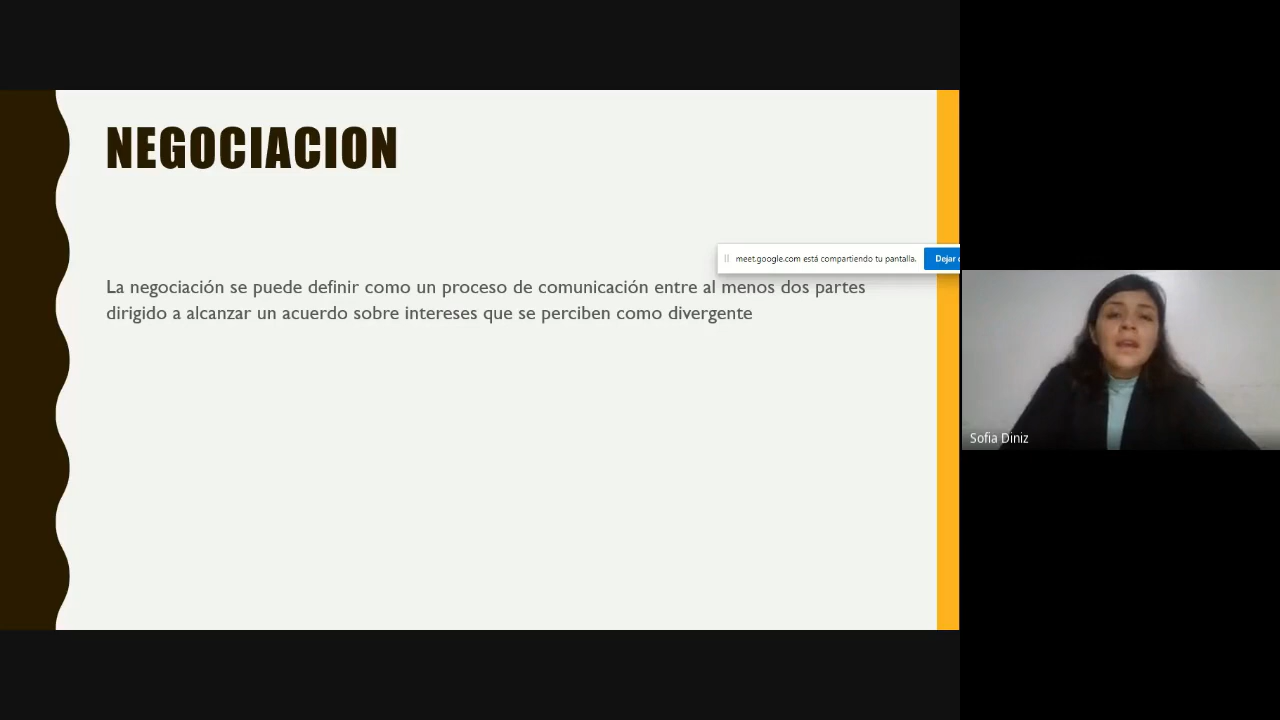 NEGOCIACION
meet.google.com está compartiendo tu pantalla.
Dejar
La negociación se puede definir como un proceso de comunicación entre al menos dos partes
dirigido a alcanzar un acuerdo sobre intereses que se perciben como divergente
Sofia Diniz